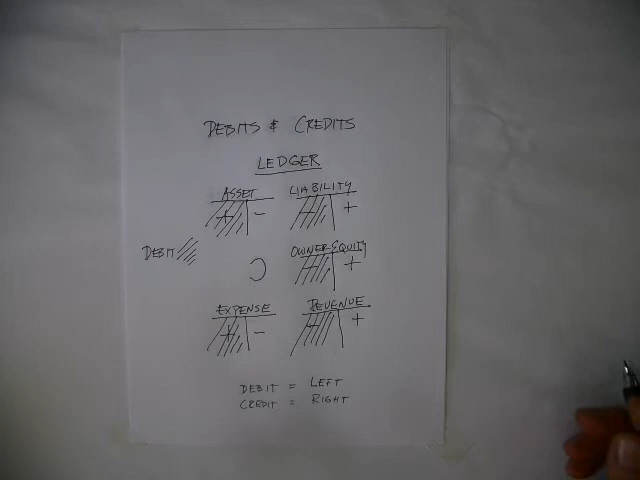 DEBITS & CREDITS
LEDGER
ASSET LIABILITY
+ - - +
DEBIT OWNER EQUITY
- +
EXPENSE REVENUE
+ - - +
DEBIT = LEFT
CREDIT = RIGHT